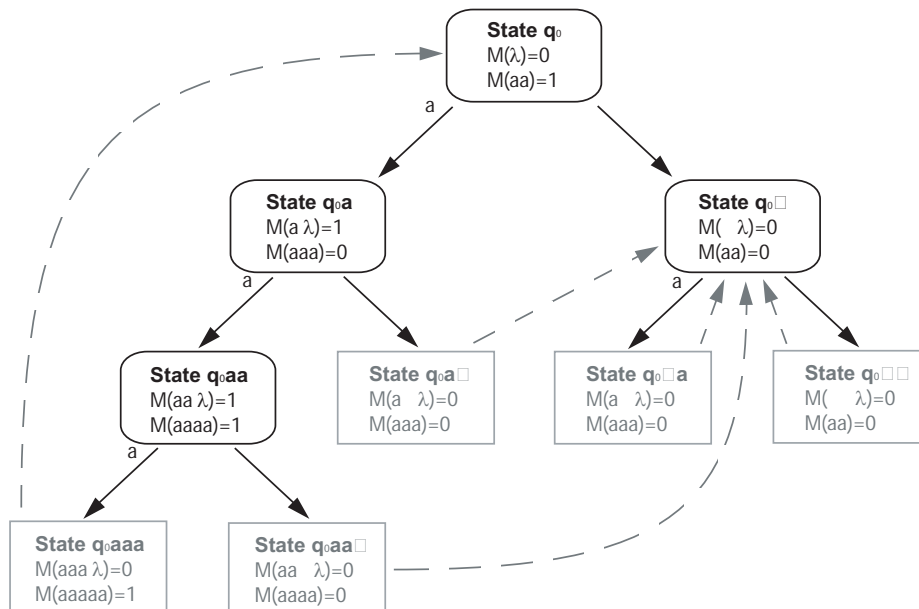 State q₀
M(λ)=0
M(aa)=1
a
State q₀a
M(a λ)=1
M(aaa)=0
State q₀□
M( λ)=0
M(aa)=0
a
a
State q₀aa
M(aa λ)=1
M(aaaa)=1
State q₀a□
M(a λ)=0
M(aaa)=0
State q₀□a
M(a λ)=0
M(aaa)=0
State q₀□□
M( λ)=0
M(aa)=0
a
State q₀aaa
M(aaa λ)=0
M(aaaaa)=1
State q₀aa□
M(aa λ)=0
M(aaaa)=0